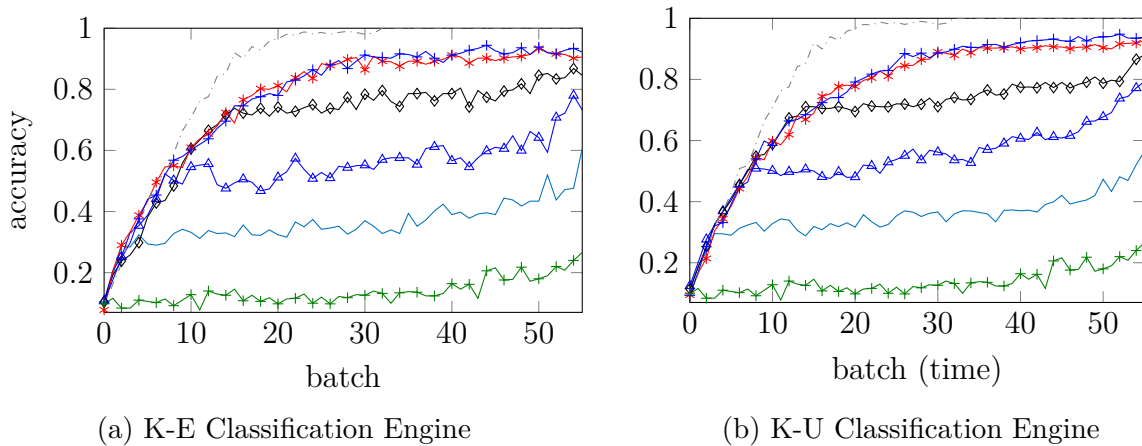 1
0.8
0.6
0.4
0.2
accuracy
0 10 20 30 40 50
batch
(a) K-E Classification Engine
1
0.8
0.6
0.4
0.2
0 10 20 30 40 50
batch (time)
(b) K-U Classification Engine